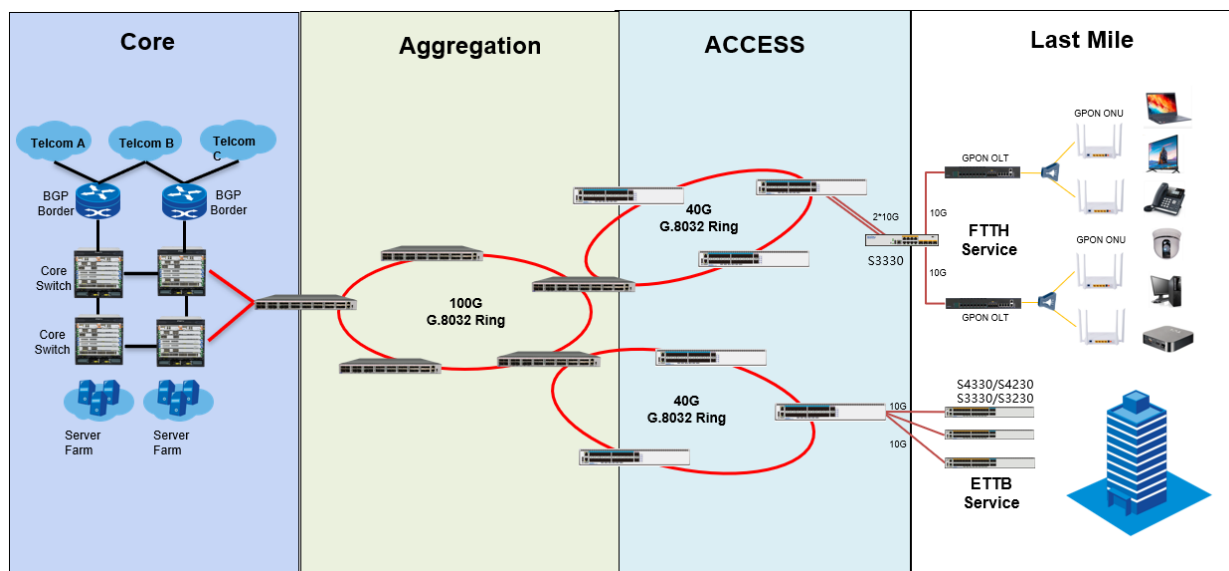 Core
Aggregation
ACCESS
Last Mile
Telcom A
Telcom B
Telcom
C
BGP
Border
BGP
Border
Core
Switch
Core
Switch
Server
Farm
Server
Farm
100G
G.8032 Ring
40G
G.8032 Ring
40G
G.8032 Ring
2*10G
S3330
10G
10G
GPON OLT
GPON ONU
FTTH
Service
GPON ONU
GPON OLT
10G
10G
S4330/S4230
S3330/S3230
ETTB
Service